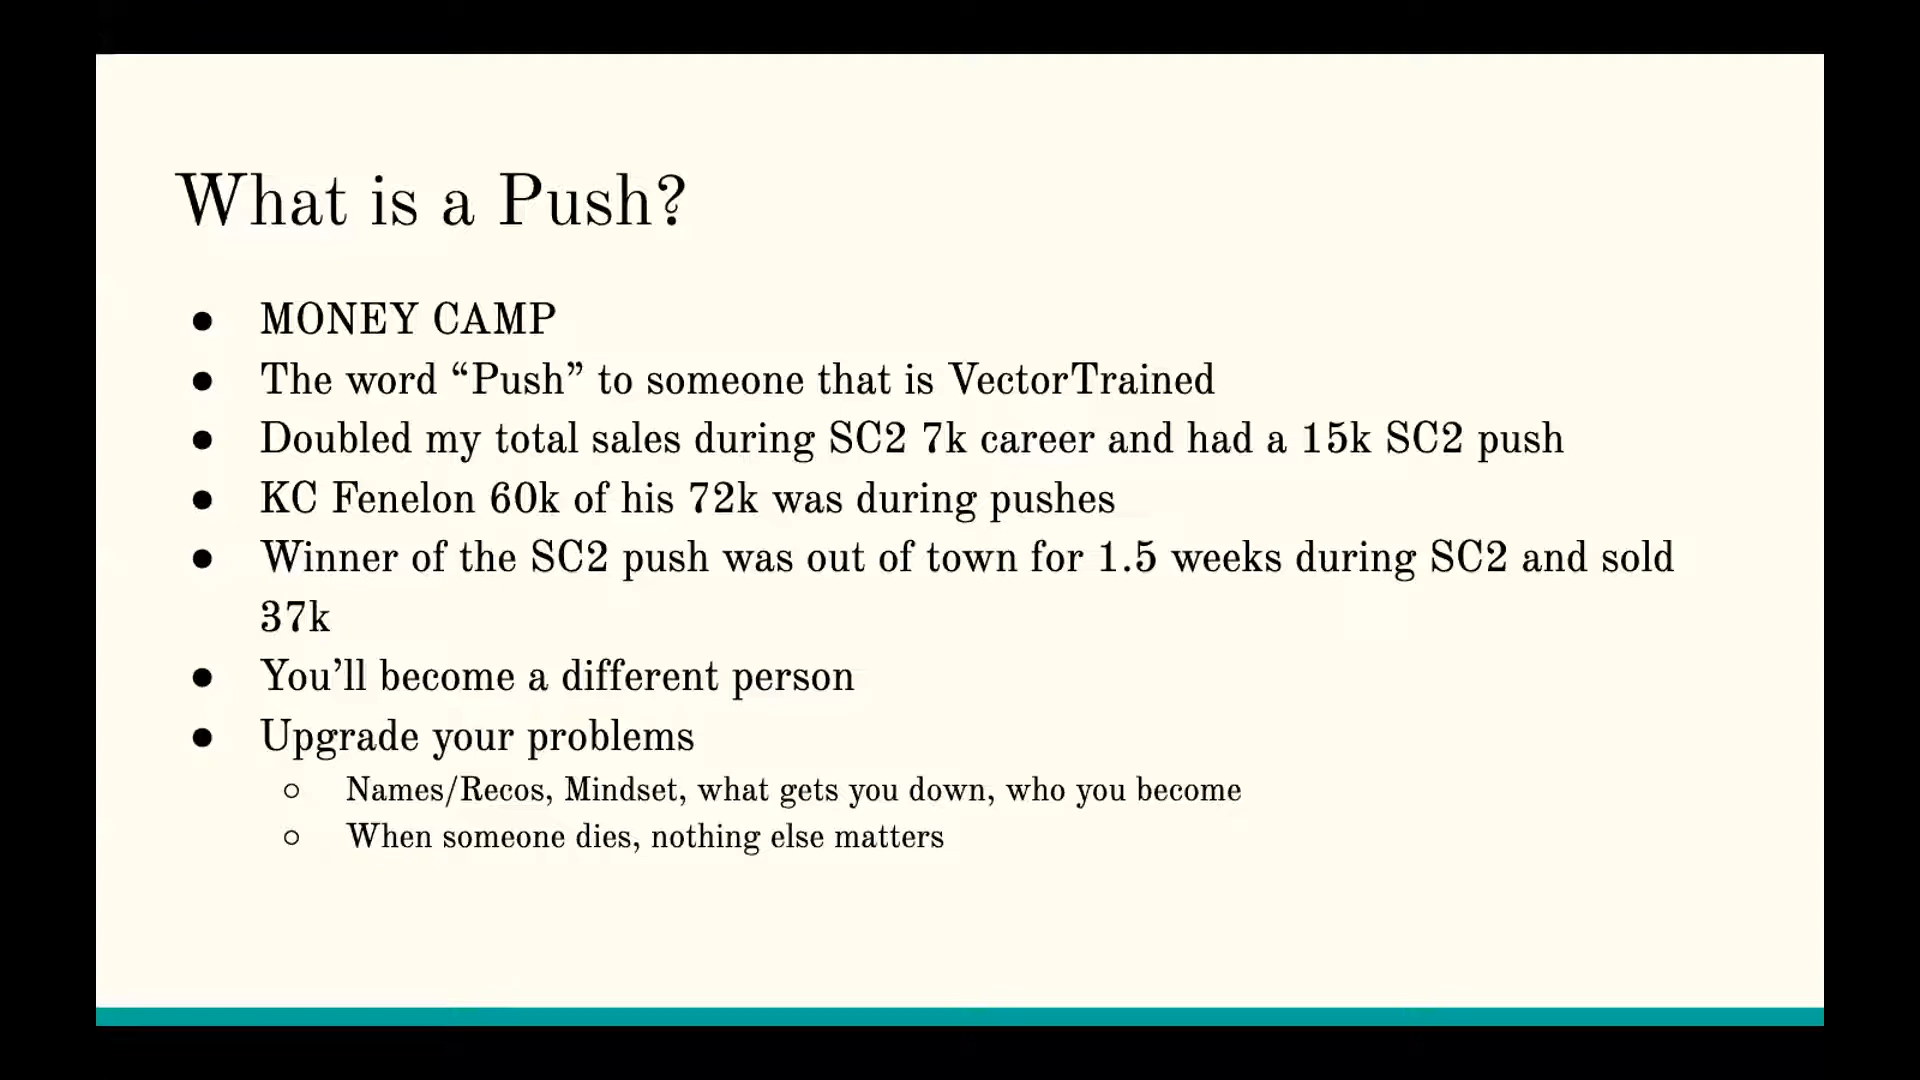 What is a Push?
● MONEY CAMP
● The word “Push” to someone that is VectorTrained
● Doubled my total sales during SC2 7k career and had a 15k SC2 push
● KC Fenelon 60k of his 72k was during pushes
● Winner of the SC2 push was out of town for 1.5 weeks during SC2 and sold
37k
● You’ll become a different person
● Upgrade your problems
○ Names/Recos, Mindset, what gets you down, who you become
○ When someone dies, nothing else matters